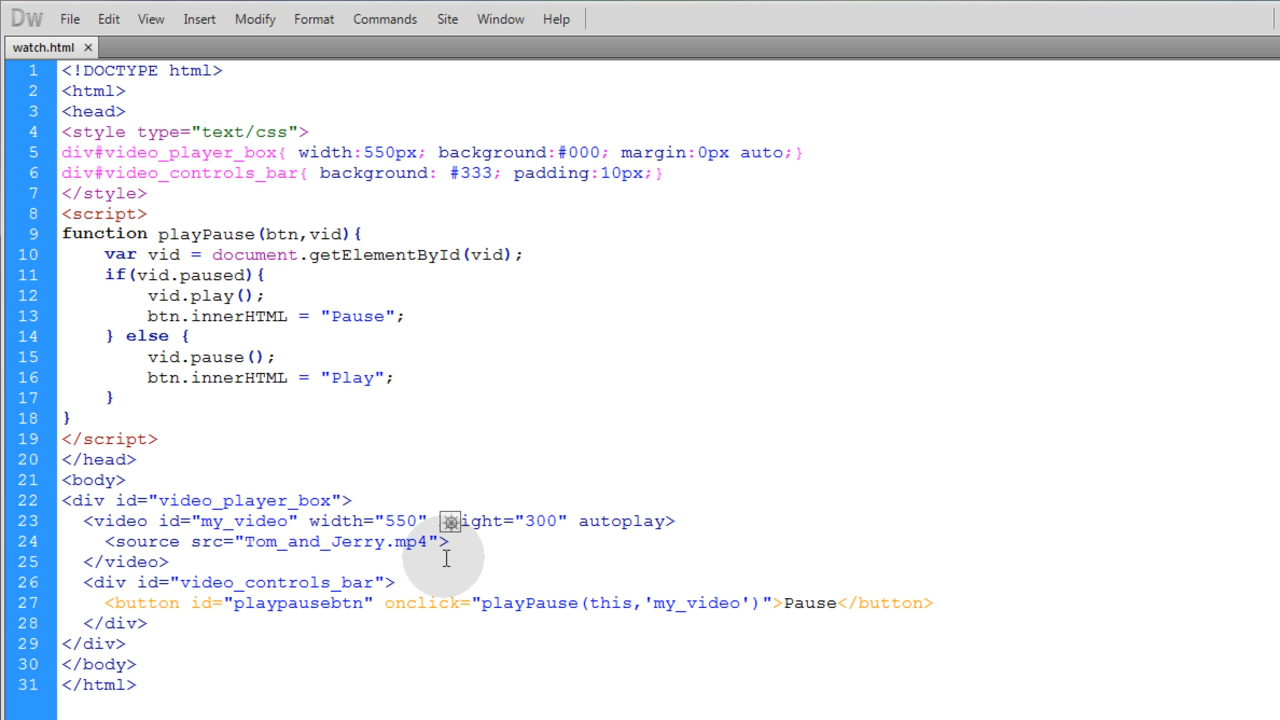 Dw File Edit View Insert Modify Format Commands Site Window Help
watch.html ×
1 <!DOCTYPE html>
2 <html>
3 <head>
4 <style type="text/css">
5 div#video_player_box{ width:550px; background:#000; margin:0px auto;}
6 div#video_controls_bar{ background: #333; padding:10px;}
7 </style>
8 <script>
9 function playPause(btn,vid){
10     var vid = document.getElementById(vid);
11     if(vid.paused){
12         vid.play();
13         btn.innerHTML = "Pause";
14     } else {
15         vid.pause();
16         btn.innerHTML = "Play";
17     }
18 }
19 </script>
20 </head>
21 <body>
22 <div id="video_player_box">
23   <video id="my_video" width="550" height="300" autoplay>
24     <source src="Tom_and_Jerry.mp4">
25   </video>
26   <div id="video_controls_bar">
27     <button id="playpausebtn" onclick="playPause(this,'my_video')">Pause</button>
28   </div>
29 </div>
30 </body>
31 </html>